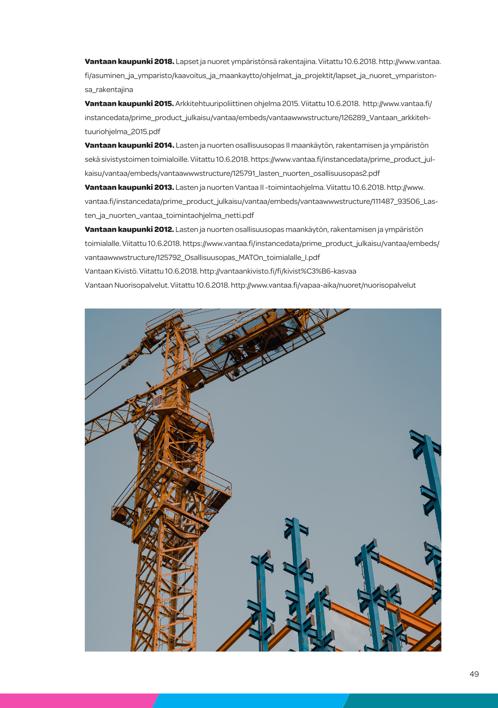 Vantaan kaupunki 2018. Lapset ja nuoret ympäristönsä rakentajina. Viitattu 10.6.2018. http://www.vantaa.
fi/asuminen_ja_ymparisto/kaavoitus_ja_maankaytto/ohjelmat_ja_projektit/lapset_ja_nuoret_ympariston-
sa_rakentajina
Vantaan kaupunki 2015. Arkkitehtuuripoliittinen ohjelma 2015. Viitattu 10.6.2018. http://www.vantaa.fi/
instancedata/prime_product_julkaisu/vantaa/embeds/vantaawwwstructure/126289_Vantaan_arkkiteh-
tuuriohjelma_2015.pdf
Vantaan kaupunki 2014. Lasten ja nuorten osallisuusopas II maankäytön, rakentamisen ja ympäristön
sekä sivistystoimen toimialoille. Viitattu 10.6.2018. https://www.vantaa.fi/instancedata/prime_product_jul-
kaisu/vantaa/embeds/vantaawwwstructure/125791_lasten_nuorten_osallisuusopas2.pdf
Vantaan kaupunki 2013. Lasten ja nuorten Vantaa II -toimintaohjelma. Viitattu 10.6.2018. http://www.
vantaa.fi/instancedata/prime_product_julkaisu/vantaa/embeds/vantaawwwstructure/111487_93506_Las-
ten_ja_nuorten_vantaa_toimintaohjelma_netti.pdf
Vantaan kaupunki 2012. Lasten ja nuorten osallisuusopas maankäytön, rakentamisen ja ympäristön
toimialalle. Viitattu 10.6.2018. https://www.vantaa.fi/instancedata/prime_product_julkaisu/vantaa/embeds/
vantaawwwstructure/125792_Osallisuusopas_MATOn_toimialalle_I.pdf
Vantaan Kivistö. Viitattu 10.6.2018. http://vantaankivisto.fi/fi/kivist%C3%B6-kasvaa
Vantaan Nuorisopalvelut. Viitattu 10.6.2018. http://www.vantaa.fi/vapaa-aika/nuoret/nuorisopalvelut
49